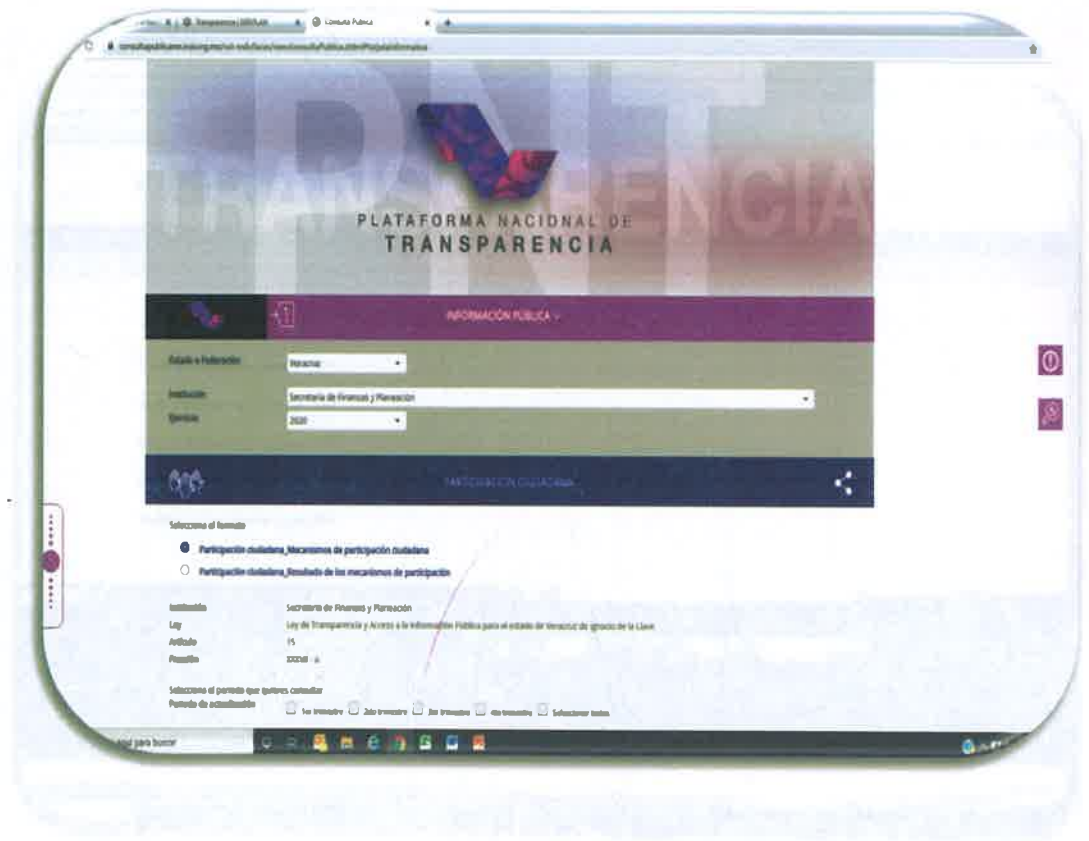 Consulta Pública
PNT
TRANSPARENCIA
PLATAFORMA NACIONAL DE
TRANSPARENCIA
INFORMACIÓN PÚBLICA
Estado o Federación
Veracruz
Institución
Secretaría de Finanzas y Planeación
Ejercicio
2020
PARTICIPACIÓN CIUDADANA
Selecciona el formato
Participación ciudadana_Mecanismos de participación ciudadana
Participación ciudadana_Resultado de los mecanismos de participación
Institución Secretaría de Finanzas y Planeación
Ley Ley de Transparencia y Acceso a la Información Pública para el estado de Veracruz de Ignacio de la Llave
Artículo 15
Fracción
Selecciona el periodo que quieres consultar
Periodo de actualización 1er trimestre 2do trimestre 3er trimestre 4to trimestre Seleccionar todos
aquí para buscar